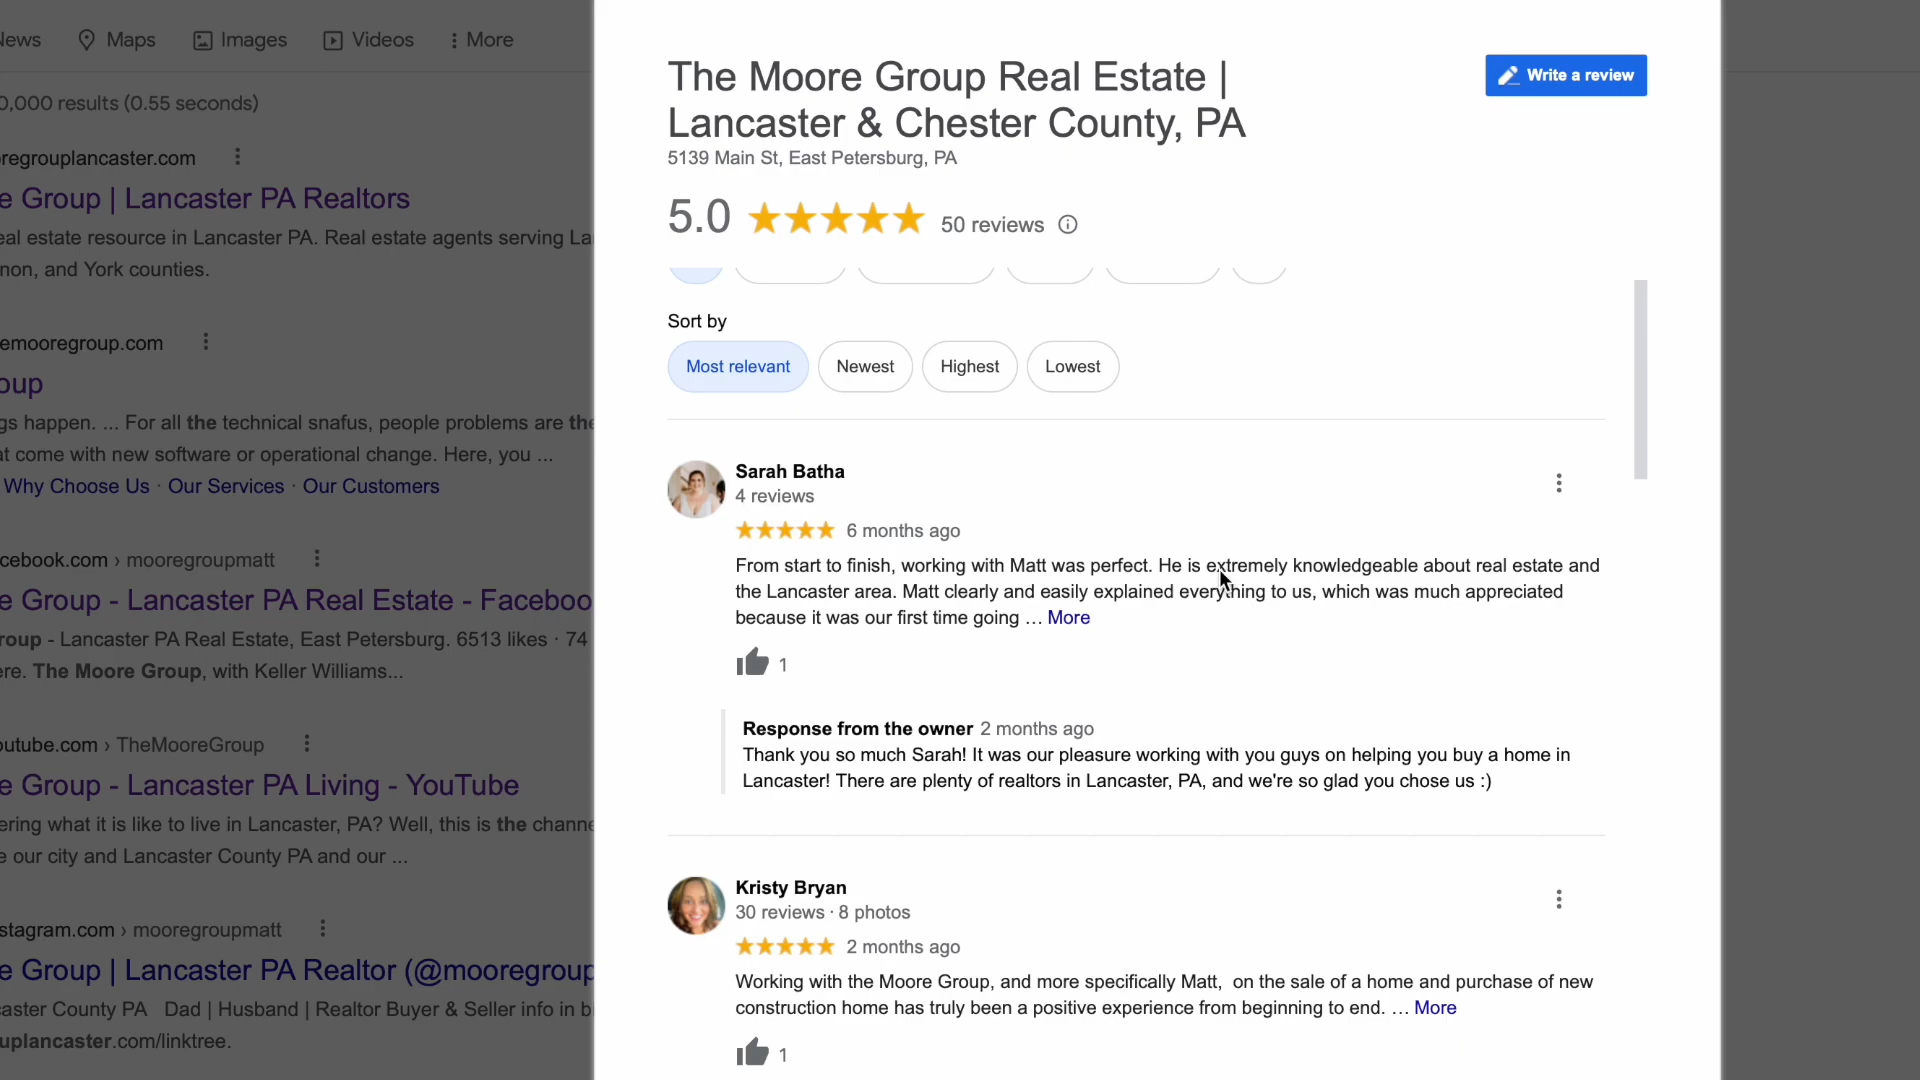 News Maps Images Videos More
0,000 results (0.55 seconds)
regrouplancaster.com
e Group | Lancaster PA Realtors
eal estate resource in Lancaster PA. Real estate agents serving La
non, and York counties.
emooregroup.com
oup
gs happen. ... For all the technical snafus, people problems are the
at come with new software or operational change. Here, you ...
Why Choose Us · Our Services · Our Customers
cebook.com › mooregroupmatt
e Group - Lancaster PA Real Estate - Faceboo
roup - Lancaster PA Real Estate, East Petersburg. 6513 likes · 74
ere. The Moore Group, with Keller Williams...
outube.com › TheMooreGroup
e Group - Lancaster PA Living - YouTube
ering what it is like to live in Lancaster, PA? Well, this is the channe
e our city and Lancaster County PA and our ...
stagram.com › mooregroupmatt
e Group | Lancaster PA Realtor (@mooregroup
caster County PA Dad | Husband | Realtor Buyer & Seller info in b
uplancaster.com/linktree.
The Moore Group Real Estate |
Lancaster & Chester County, PA
Write a review
5139 Main St, East Petersburg, PA
5.0 50 reviews
Sort by
Most relevant Newest Highest Lowest
Sarah Batha
4 reviews
6 months ago
From start to finish, working with Matt was perfect. He is extremely knowledgeable about real estate and
the Lancaster area. Matt clearly and easily explained everything to us, which was much appreciated
because it was our first time going ... More
1
Response from the owner 2 months ago
Thank you so much Sarah! It was our pleasure working with you guys on helping you buy a home in
Lancaster! There are plenty of realtors in Lancaster, PA, and we're so glad you chose us :)
Kristy Bryan
30 reviews · 8 photos
2 months ago
Working with the Moore Group, and more specifically Matt, on the sale of a home and purchase of new
construction home has truly been a positive experience from beginning to end. ... More
1